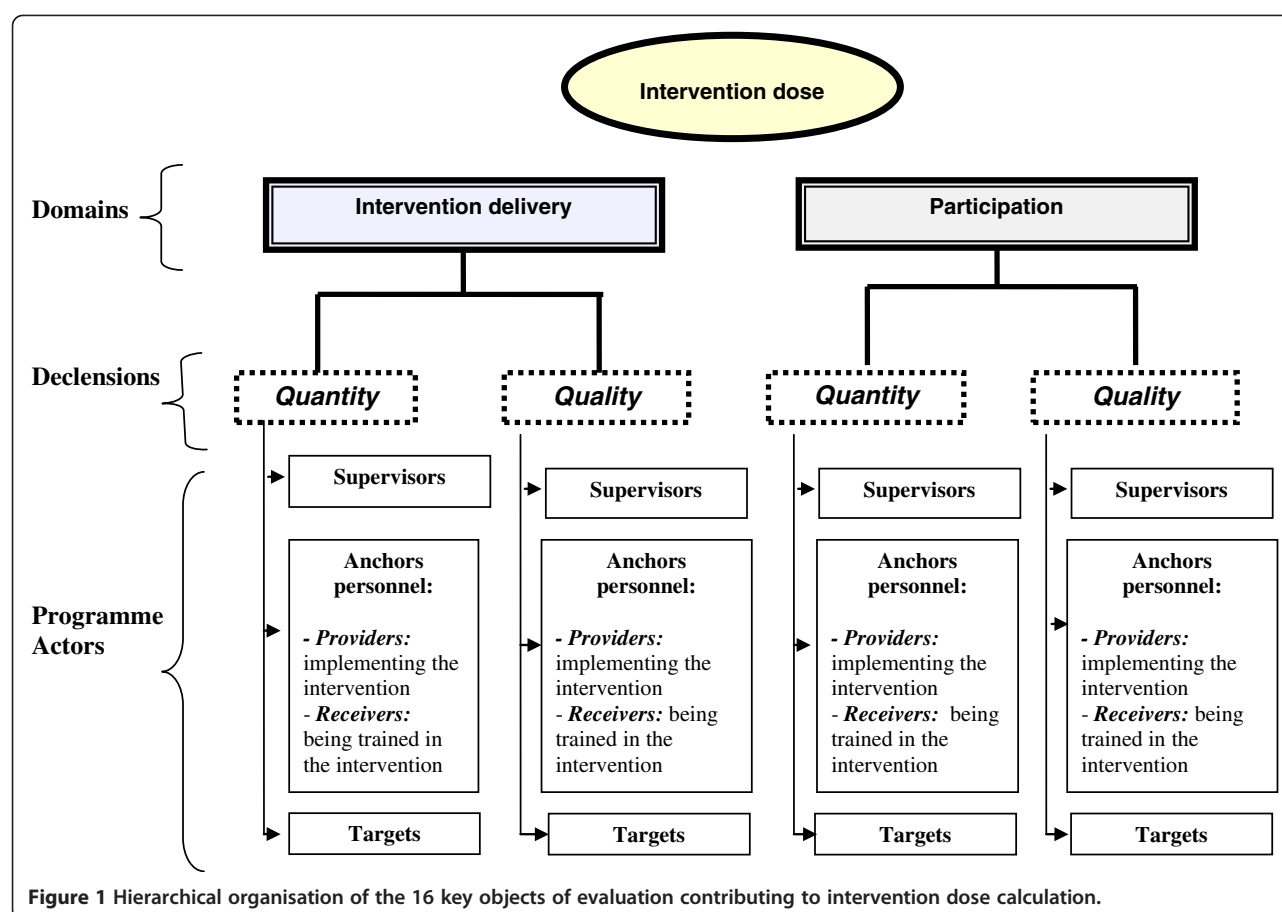 Intervention dose
Domains
Intervention delivery
Participation
Declensions
Quantity
Quality
Quantity
Quality
Programme
Actors
Supervisors
Anchors
personnel:
- Providers:
implementing the
intervention
- Receivers:
being trained in
the intervention
Targets
Supervisors
Anchors
personnel:
- Providers:
implementing the
intervention
- Receivers: being
trained in the
intervention
Targets
Supervisors
Anchors
personnel:
- Providers:
implementing the
intervention
- Receivers: being
trained in the
intervention
Targets
Supervisors
Anchors
personnel:
- Providers:
implementing the
intervention
- Receivers: being
trained in the
intervention
Targets
Figure 1 Hierarchical organisation of the 16 key objects of evaluation contributing to intervention dose calculation.